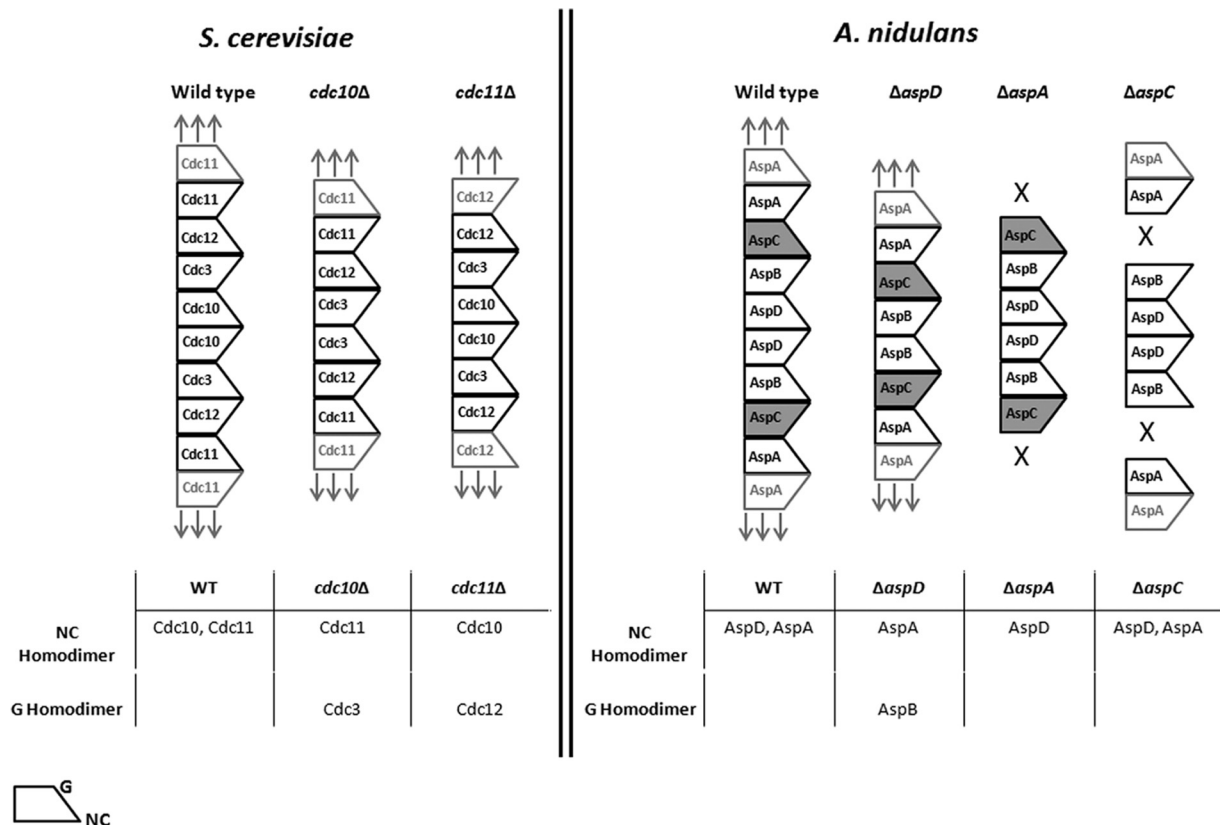 S. cerevisiae
Wild type cdc10Δ cdc11Δ
Cdc11
Cdc11
Cdc12
Cdc3
Cdc10
Cdc10
Cdc3
Cdc12
Cdc11
Cdc11
Cdc11
Cdc11
Cdc12
Cdc3
Cdc3
Cdc12
Cdc11
Cdc11
Cdc12
Cdc12
Cdc3
Cdc10
Cdc10
Cdc3
Cdc12
Cdc12
WT cdc10Δ cdc11Δ
NC Cdc10, Cdc11 Cdc11 Cdc10
Homodimer
G Homodimer Cdc3 Cdc12
A. nidulans
Wild type ΔaspD ΔaspA ΔaspC
AspA
AspA
AspC
AspB
AspD
AspD
AspB
AspC
AspA
AspA
AspA
AspA
AspC
AspB
AspB
AspC
AspA
AspA
X
AspC
AspB
AspD
AspD
AspB
AspC
X
AspA
AspA
X
AspB
AspD
AspD
AspB
X
AspA
AspA
WT ΔaspD ΔaspA ΔaspC
NC AspD, AspA AspA AspD AspD, AspA
Homodimer
G Homodimer AspB
G
NC